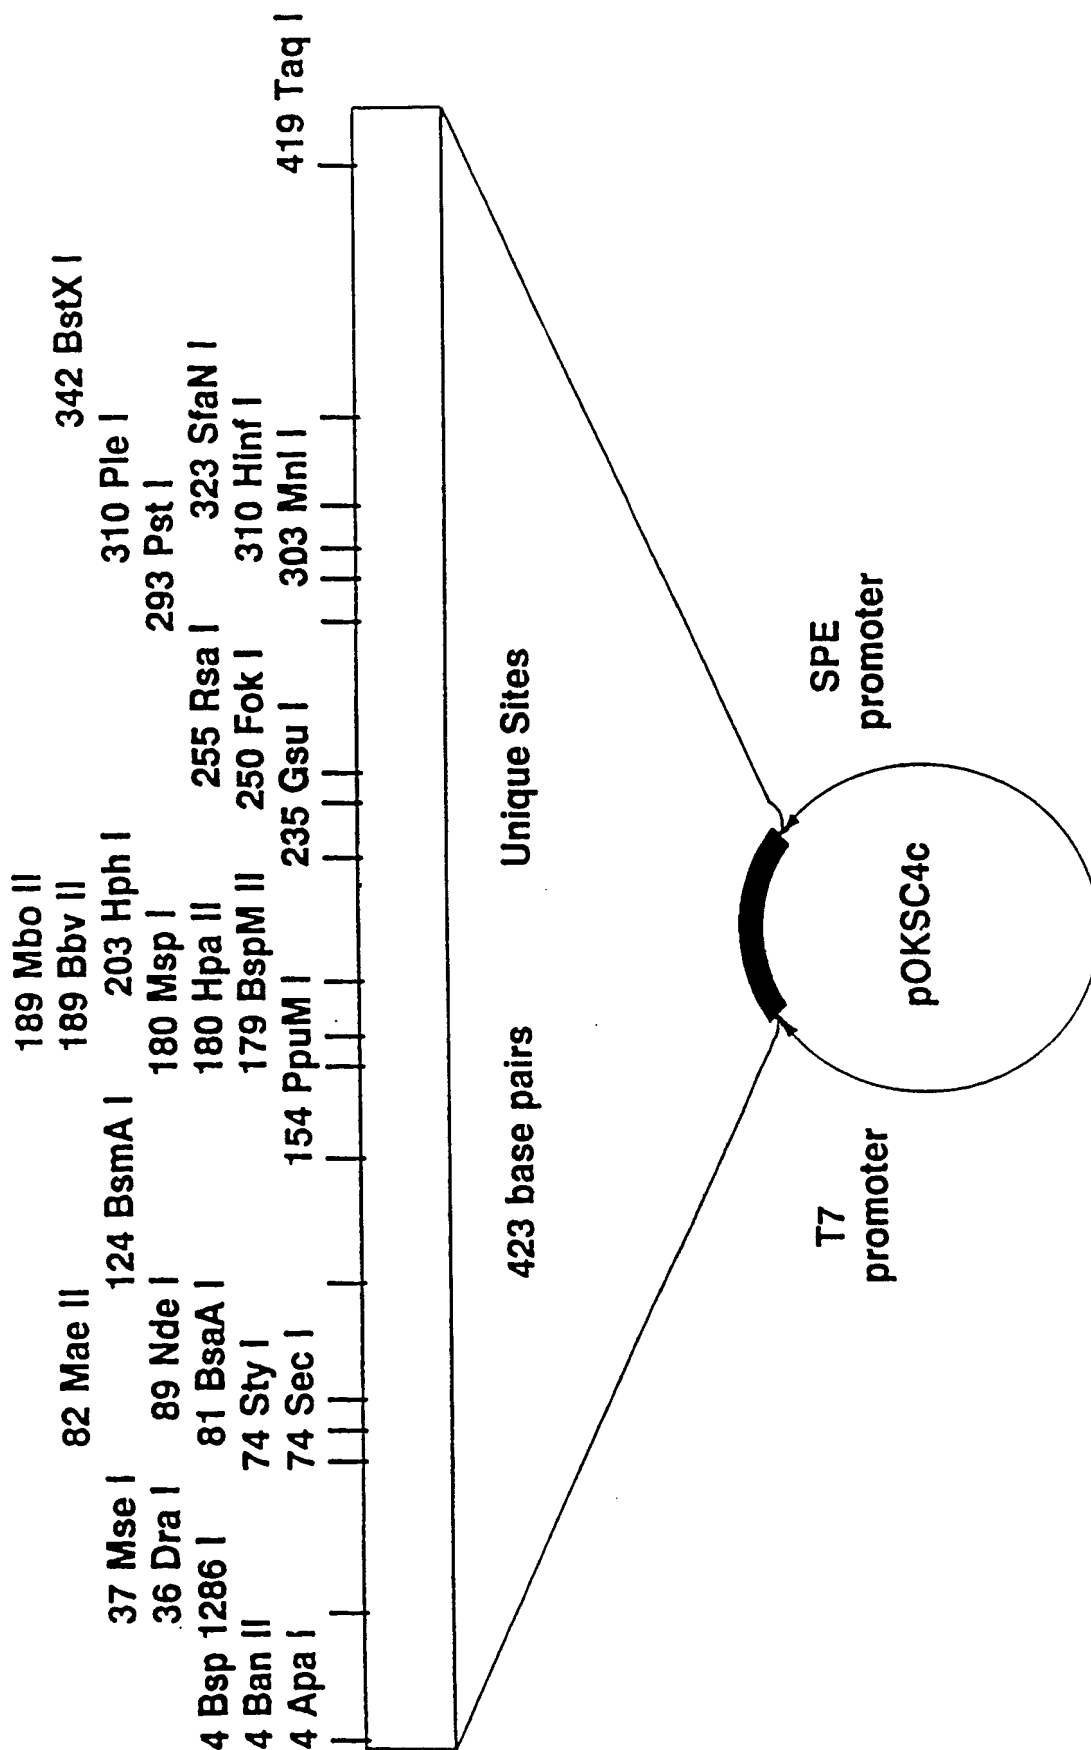 189 Mbo II
189 Bbv II
342 BstX I
82 Mae II
124 BsmA I
203 Hph I
310 Ple I
37 Mse I
180 Msp I
293 Pst I
36 Dra I
89 Nde I
180 Hpa II
255 Rsa I
323 SfaN I
4 Bsp 1286 I
81 BsaA I
179 BspM II
250 Fok I
310 Hinf I
4 Ban II
74 Sty I
4 Apa I
74 Sec I
154 PpuM I
235 Gsu I
303 Mnl I
419 Taq I
423 base pairs
Unique Sites
T7
promoter
SPE
promoter
pOKSC4c